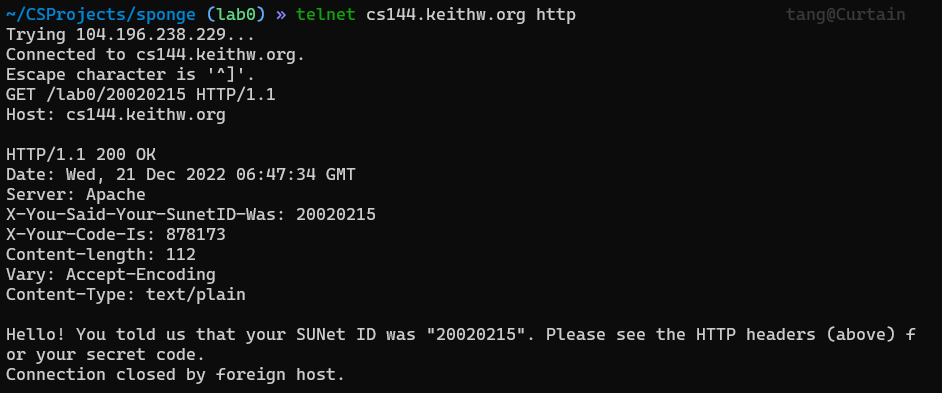 ~/CSProjects/sponge (lab0) » telnet cs144.keithw.org http tang@Curtain
Trying 104.196.238.229...
Connected to cs144.keithw.org.
Escape character is '^]'.
GET /lab0/20020215 HTTP/1.1
Host: cs144.keithw.org

HTTP/1.1 200 OK
Date: Wed, 21 Dec 2022 06:47:34 GMT
Server: Apache
X-You-Said-Your-SunetID-Was: 20020215
X-Your-Code-Is: 878173
Content-length: 112
Vary: Accept-Encoding
Content-Type: text/plain

Hello! You told us that your SUNet ID was "20020215". Please see the HTTP headers (above) f
or your secret code.
Connection closed by foreign host.